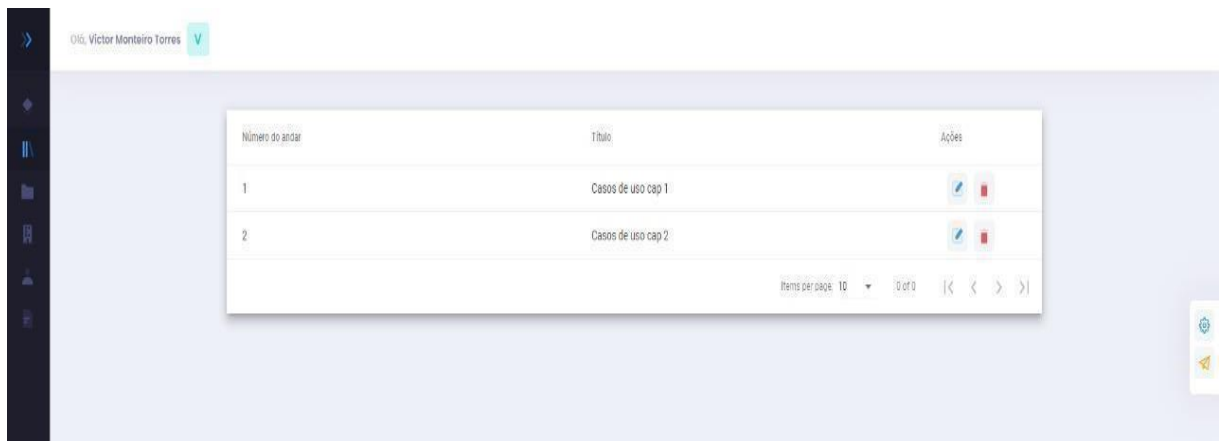 Olá, Victor Monteiro Torres V
Número do andar Título Ações
1 Casos de uso cap 1
2 Casos de uso cap 2
Items per page: 10 0 of 0